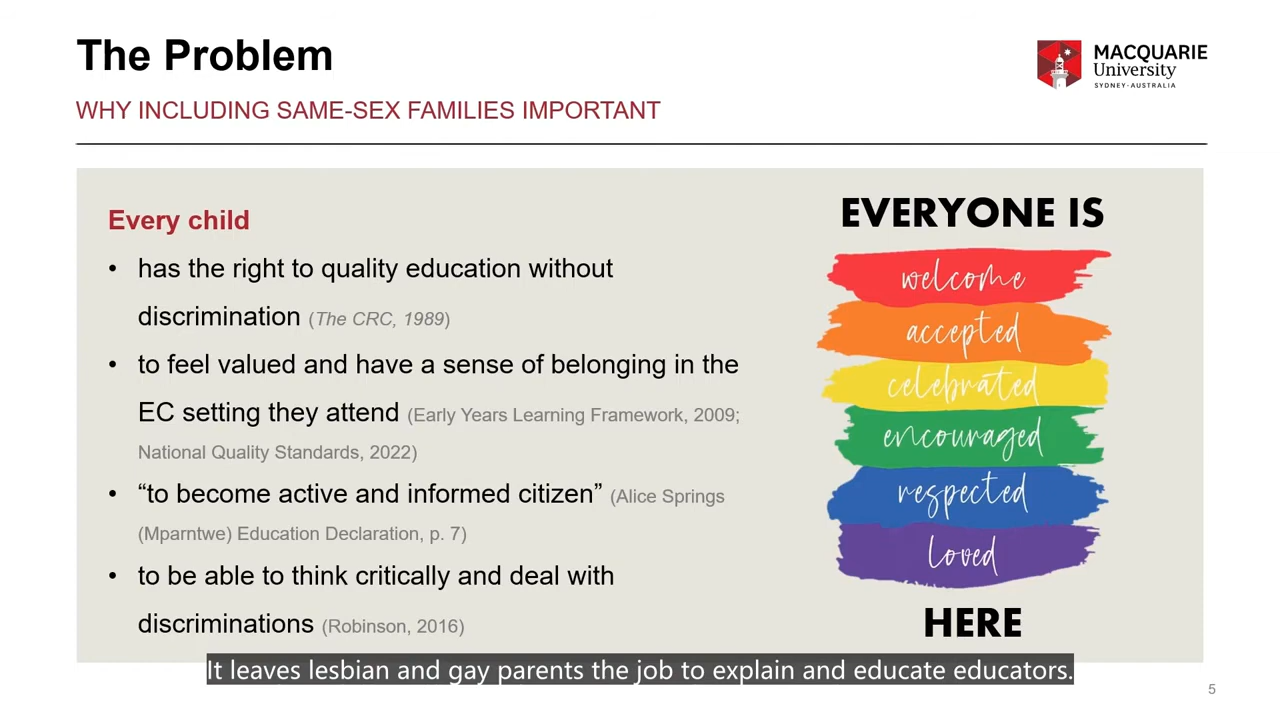 The Problem
MACQUARIE
University
SYDNEY·AUSTRALIA
WHY INCLUDING SAME-SEX FAMILIES IMPORTANT
Every child
• has the right to quality education without
discrimination (The CRC, 1989)
• to feel valued and have a sense of belonging in the
EC setting they attend (Early Years Learning Framework, 2009;
National Quality Standards, 2022)
• “to become active and informed citizen” (Alice Springs
(Mparntwe) Education Declaration, p. 7)
• to be able to think critically and deal with
discriminations (Robinson, 2016)
EVERYONE IS
welcome
accepted
celebrated
encouraged
respected
loved
HERE
It leaves lesbian and gay parents the job to explain and educate educators.
5